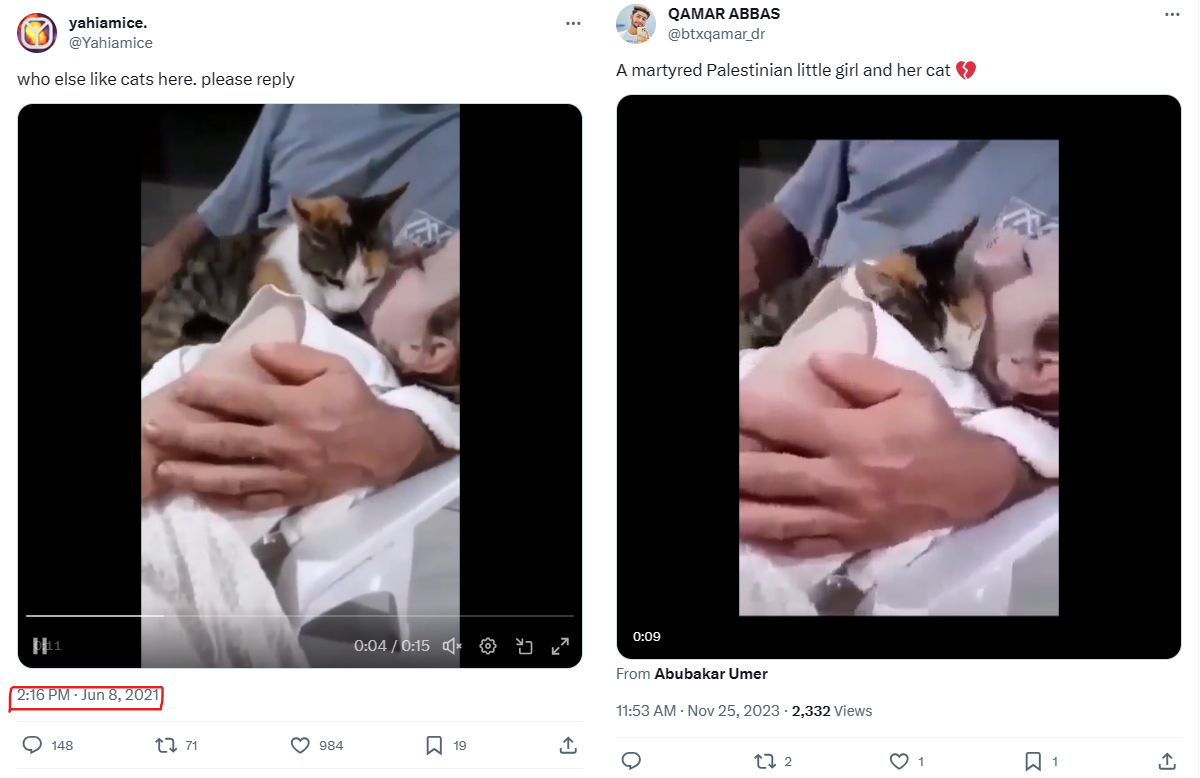 yahiamice.
@Yahiamice
who else like cats here. please reply
0:04 / 0:15
2:16 PM · Jun 8, 2021
148
71
984
19
QAMAR ABBAS
@btxqamar_dr
A martyred Palestinian little girl and her cat 💔
0:09
From Abubakar Umer
11:53 AM · Nov 25, 2023 · 2,332 Views
2
1
1